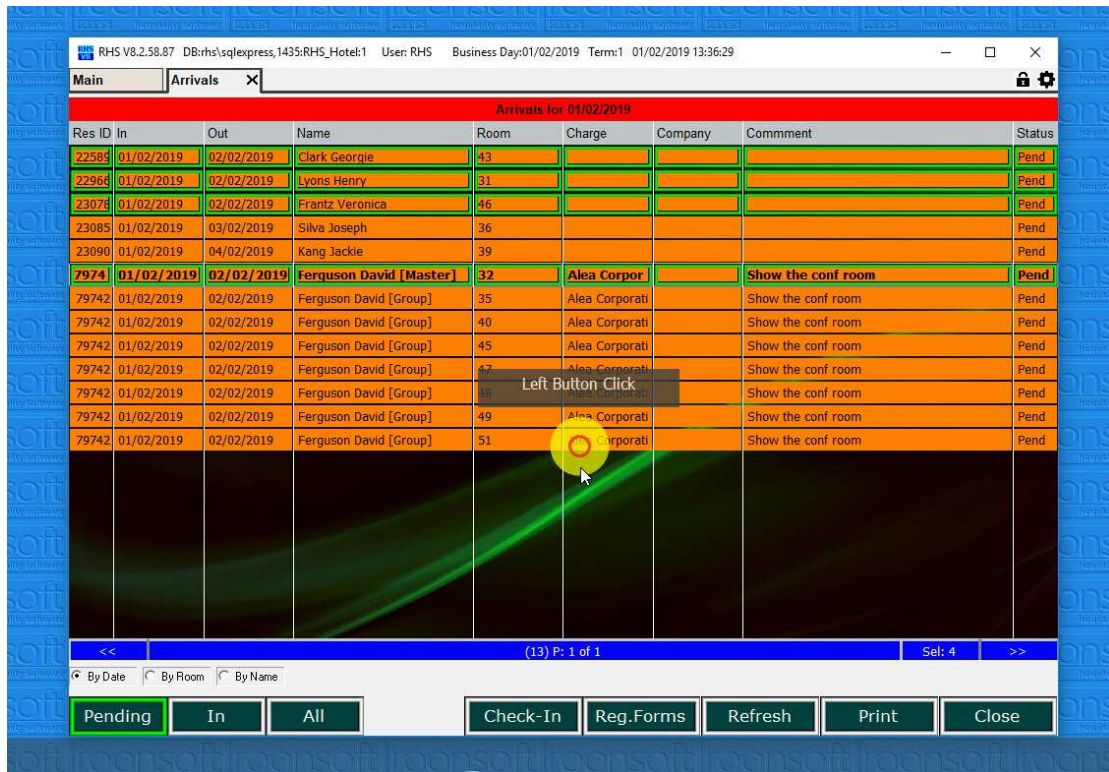 RHS VS RHS V8.2.58.87 DB:rhs\sqlexpress,1435:RHS_Hotel:1 User: RHS Business Day:01/02/2019 Term:1 01/02/2019 13:36:29
Main Arrivals X
Arrivals for 01/02/2019
Res ID In Out Name Room Charge Company Commment Status
22589 01/02/2019 02/02/2019 Clark Georgie 43 Pend
22966 01/02/2019 02/02/2019 Lyons Henry 31 Pend
23078 01/02/2019 02/02/2019 Frantz Veronica 46 Pend
23085 01/02/2019 03/02/2019 Silva Joseph 36 Pend
23090 01/02/2019 04/02/2019 Kang Jackie 39 Pend
7974 01/02/2019 02/02/2019 Ferguson David [Master] 32 Alea Corpor Show the conf room Pend
79742 01/02/2019 02/02/2019 Ferguson David [Group] 35 Alea Corporati Show the conf room Pend
79742 01/02/2019 02/02/2019 Ferguson David [Group] 40 Alea Corporati Show the conf room Pend
79742 01/02/2019 02/02/2019 Ferguson David [Group] 45 Alea Corporati Show the conf room Pend
79742 01/02/2019 02/02/2019 Ferguson David [Group] 47 Alea Corporati Show the conf room Pend
Left Button Click
79742 01/02/2019 02/02/2019 Ferguson David [Group] 48 Alea Corporati Show the conf room Pend
79742 01/02/2019 02/02/2019 Ferguson David [Group] 49 Alea Corporati Show the conf room Pend
79742 01/02/2019 02/02/2019 Ferguson David [Group] 51 Corporati Show the conf room Pend
<< (13) P: 1 of 1 Sel: 4 >>
By Date By Room By Name
Pending In All Check-In Reg.Forms Refresh Print Close